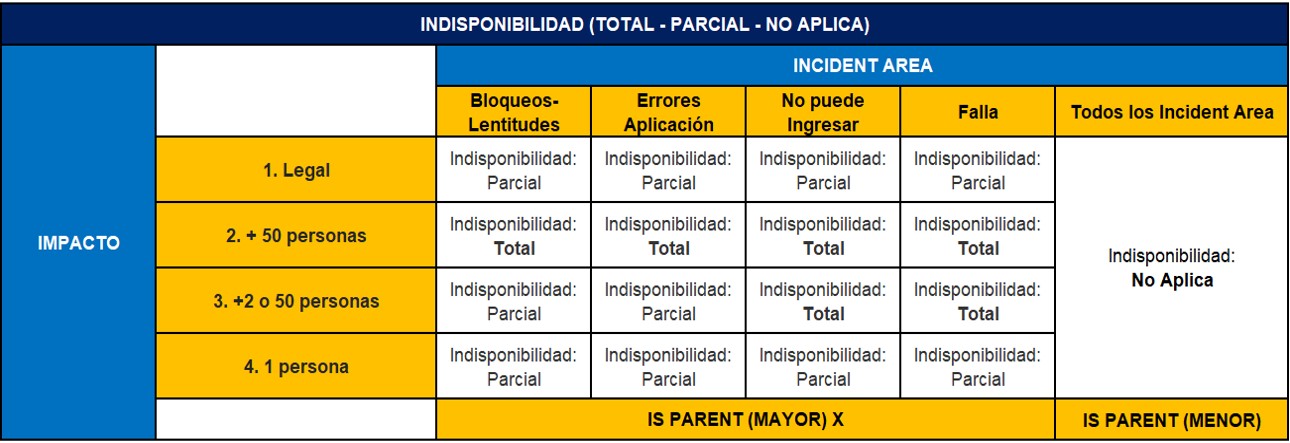 INDISPONIBILIDAD (TOTAL - PARCIAL - NO APLICA)
INCIDENT AREA
Bloqueos-
Lentitudes
Errores
Aplicación
No puede
Ingresar
Falla
Todos los Incident Area
IMPACTO
1. Legal
Indisponibilidad:
Parcial
Indisponibilidad:
Parcial
Indisponibilidad:
Parcial
Indisponibilidad:
Parcial
2. + 50 personas
Indisponibilidad:
Total
Indisponibilidad:
Total
Indisponibilidad:
Total
Indisponibilidad:
Total
3. +2 o 50 personas
Indisponibilidad:
Parcial
Indisponibilidad:
Parcial
Indisponibilidad:
Total
Indisponibilidad:
Total
4. 1 persona
Indisponibilidad:
Parcial
Indisponibilidad:
Parcial
Indisponibilidad:
Parcial
Indisponibilidad:
Parcial
Indisponibilidad:
No Aplica
IS PARENT (MAYOR) X
IS PARENT (MENOR)